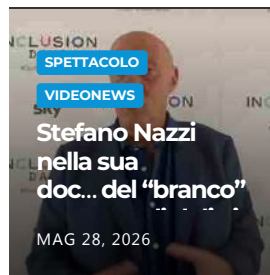 NCLUSION
SPETTACOLO
VIDEONEWS
sky
ON
IN
Stefano Nazzi
nella sua
doc... del “branco”
MAG 28, 2026